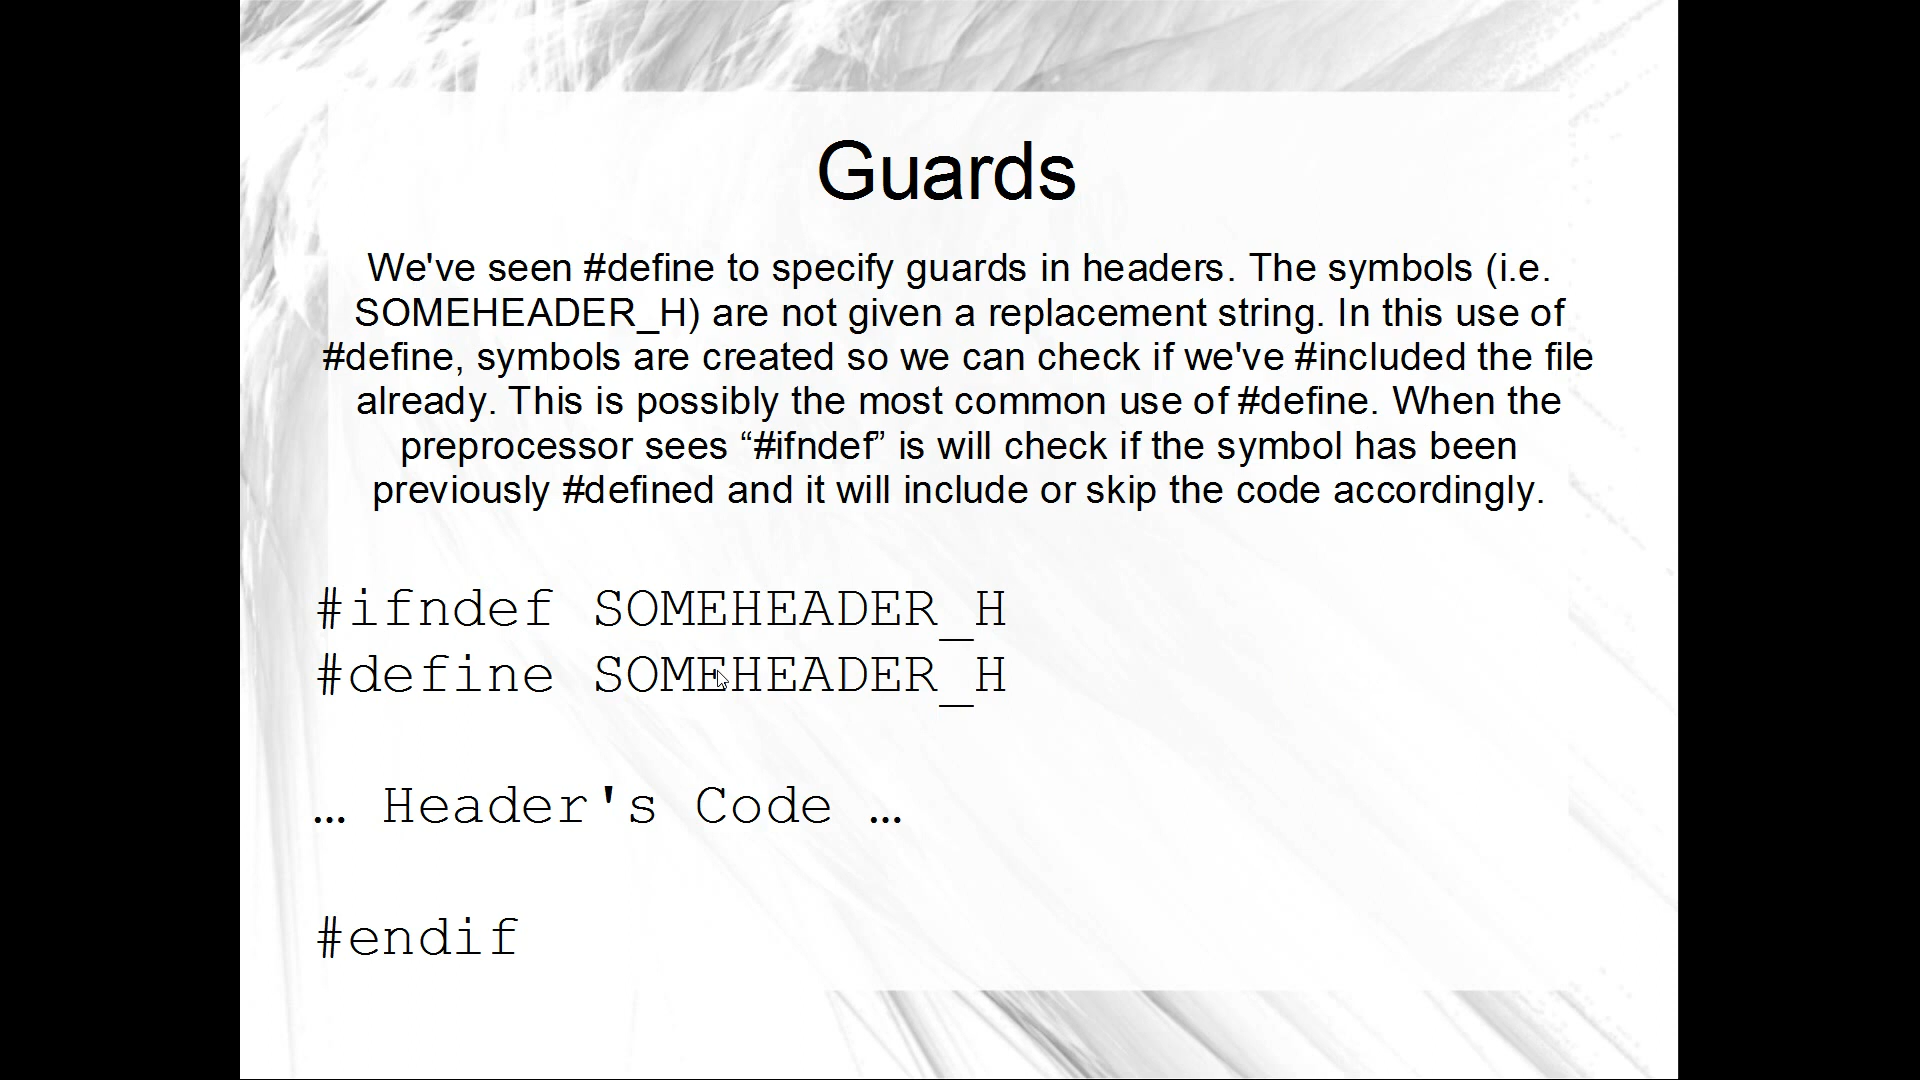 Guards
We've seen #define to specify guards in headers. The symbols (i.e.
SOMEHEADER_H) are not given a replacement string. In this use of
#define, symbols are created so we can check if we've #included the file
already. This is possibly the most common use of #define. When the
preprocessor sees “#ifndef” is will check if the symbol has been
previously #defined and it will include or skip the code accordingly.
#ifndef SOMEHEADER_H
#define SOMEHEADER_H
… Header's Code …
#endif